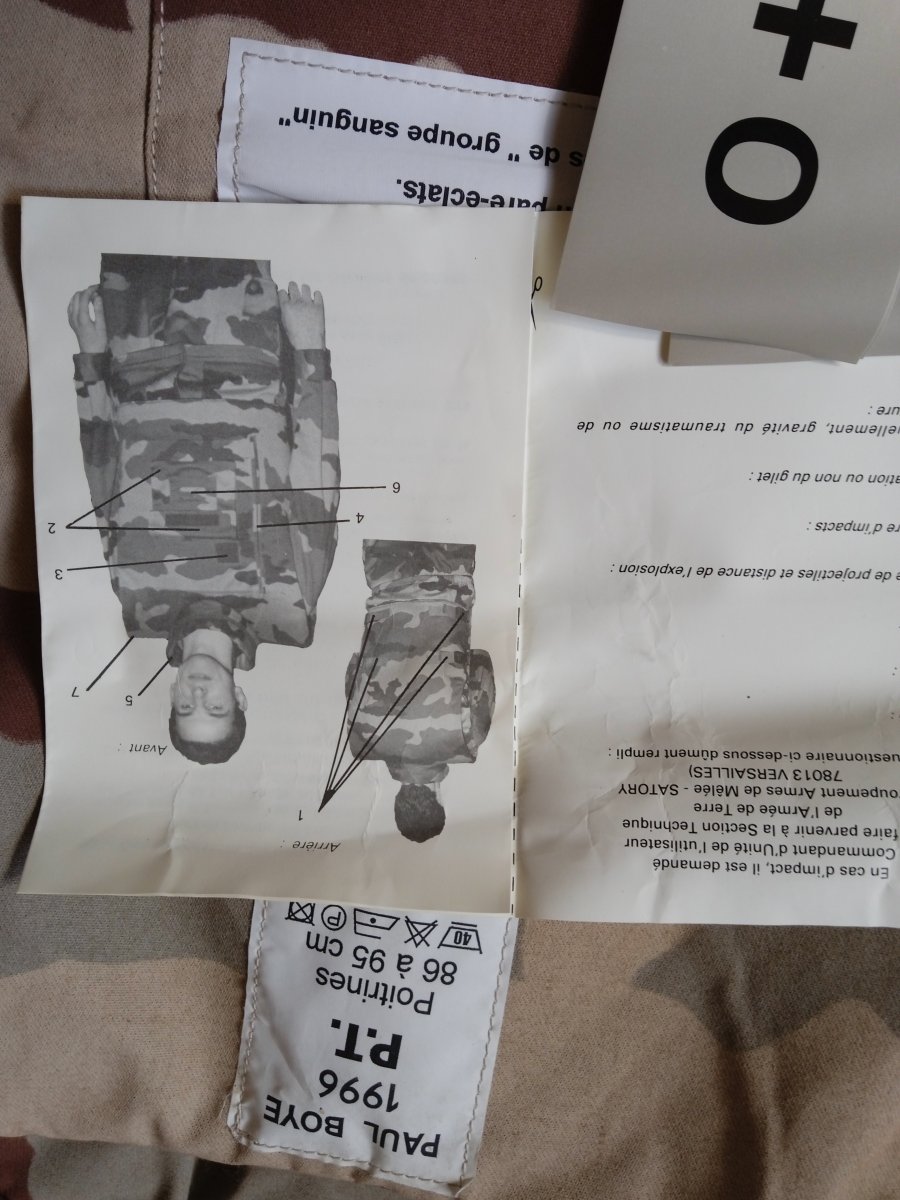 PAUL BOYE
1996
P.T.
Poitrines
86 à 95 cm
40 P
En cas d'impact, il est demandé
Commandant d'Unité de l'utilisateur
faire parvenir à la Section Technique
de l'Armée de Terre
roupement Armes de Mêlée - SATORY
78013 VERSAILLES)
uestionnaire ci-dessous dûment rempli :
:
:
e de projectiles et distance de l'explosion :
re d'impacts :
ation ou non du gilet :
uellement, gravité du traumatisme ou de
ure :
Arrière :
1
Avant :
5
7
3
2
4
6
O +
pare-éclats.
s de " groupe sanguin"